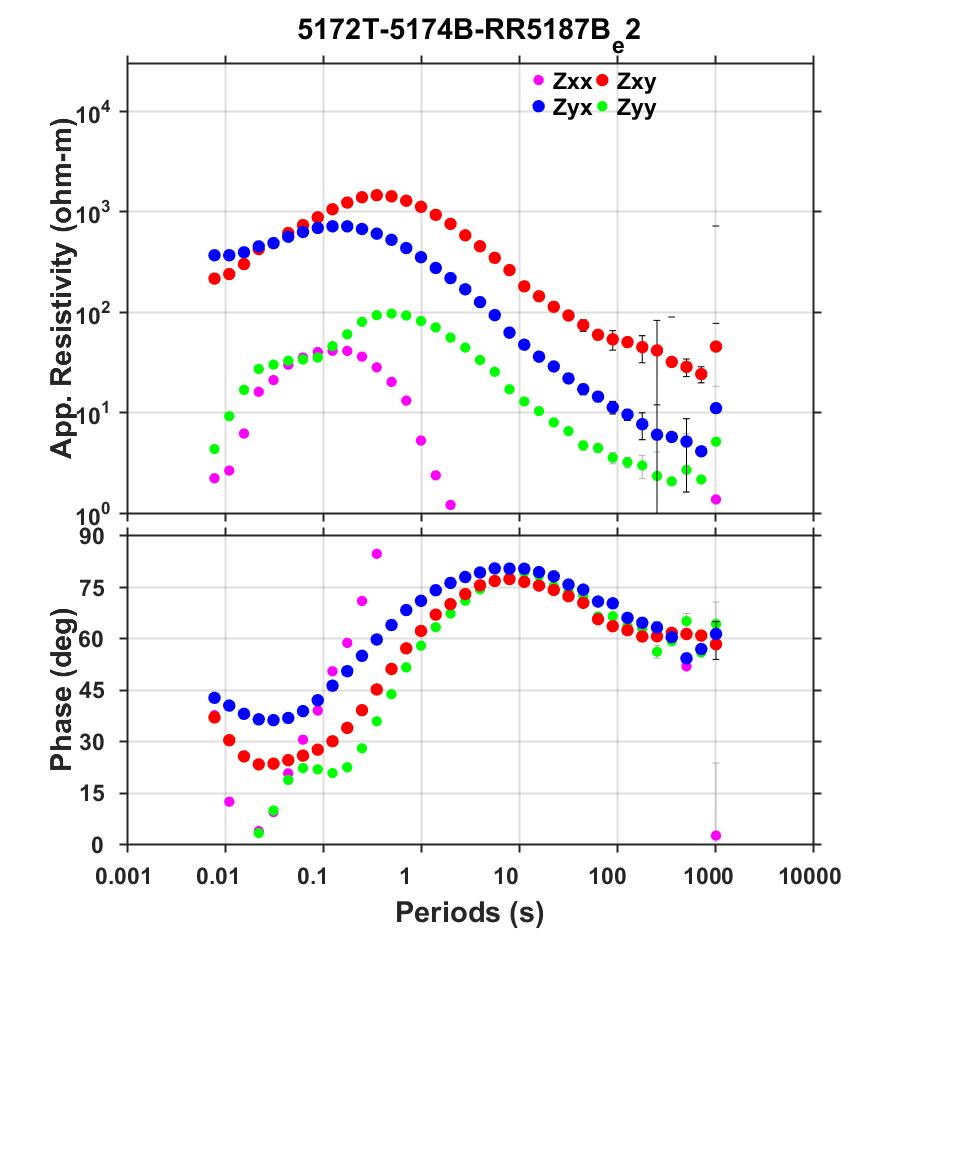 5172T-5174B-RR5187Be2
Zxx Zxy
Zyx Zyy
App. Resistivity (ohm-m)
10^4
10^3
10^2
10^1
10^0
Phase (deg)
90
75
60
45
30
15
0
0.001 0.01 0.1 1 10 100 1000 10000
Periods (s)